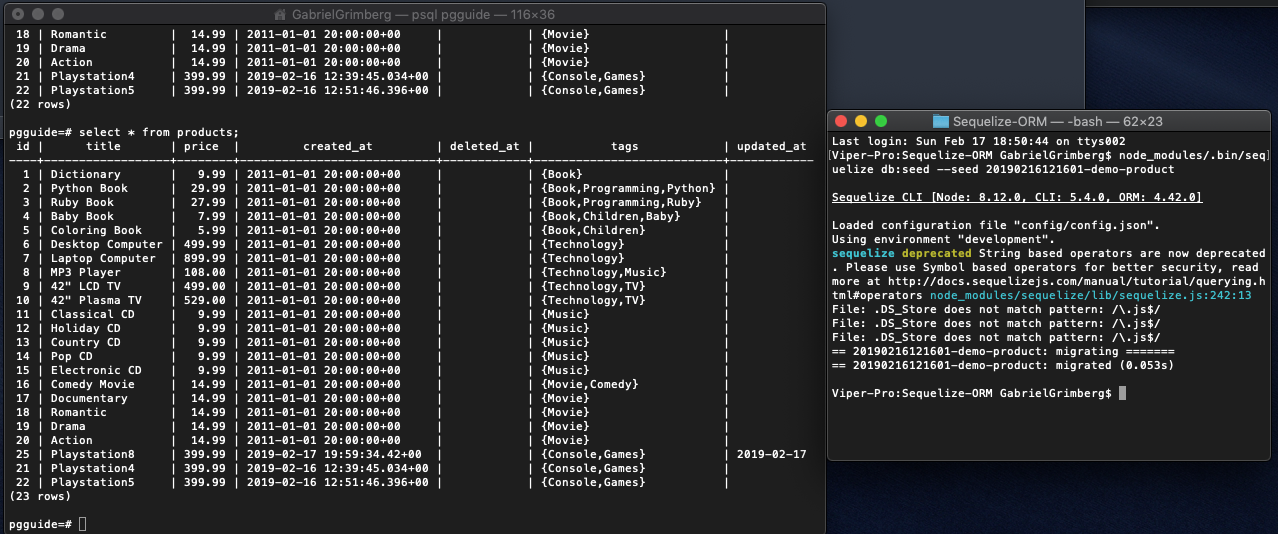 GabrielGrimberg — psql pgguide — 116×36
18 | Romantic | 14.99 | 2011-01-01 20:00:00+00 | | {Movie} |
19 | Drama | 14.99 | 2011-01-01 20:00:00+00 | | {Movie} |
20 | Action | 14.99 | 2011-01-01 20:00:00+00 | | {Movie} |
21 | Playstation4 | 399.99 | 2019-02-16 12:39:45.034+00 | | {Console,Games} |
22 | Playstation5 | 399.99 | 2019-02-16 12:51:46.396+00 | | {Console,Games} |
(22 rows)
pgguide=# select * from products;
id | title | price | created_at | deleted_at | tags | updated_at
----+------------------+--------+----------------------------+------------+---------------------------+------------
1 | Dictionary | 9.99 | 2011-01-01 20:00:00+00 | | {Book} |
2 | Python Book | 29.99 | 2011-01-01 20:00:00+00 | | {Book,Programming,Python} |
3 | Ruby Book | 27.99 | 2011-01-01 20:00:00+00 | | {Book,Programming,Ruby} |
4 | Baby Book | 7.99 | 2011-01-01 20:00:00+00 | | {Book,Children,Baby} |
5 | Coloring Book | 5.99 | 2011-01-01 20:00:00+00 | | {Book,Children} |
6 | Desktop Computer | 499.99 | 2011-01-01 20:00:00+00 | | {Technology} |
7 | Laptop Computer | 899.99 | 2011-01-01 20:00:00+00 | | {Technology} |
8 | MP3 Player | 108.00 | 2011-01-01 20:00:00+00 | | {Technology,Music} |
9 | 42" LCD TV | 499.00 | 2011-01-01 20:00:00+00 | | {Technology,TV} |
10 | 42" Plasma TV | 529.00 | 2011-01-01 20:00:00+00 | | {Technology,TV} |
11 | Classical CD | 9.99 | 2011-01-01 20:00:00+00 | | {Music} |
12 | Holiday CD | 9.99 | 2011-01-01 20:00:00+00 | | {Music} |
13 | Country CD | 9.99 | 2011-01-01 20:00:00+00 | | {Music} |
14 | Pop CD | 9.99 | 2011-01-01 20:00:00+00 | | {Music} |
15 | Electronic CD | 9.99 | 2011-01-01 20:00:00+00 | | {Music} |
16 | Comedy Movie | 14.99 | 2011-01-01 20:00:00+00 | | {Movie,Comedy} |
17 | Documentary | 14.99 | 2011-01-01 20:00:00+00 | | {Movie} |
18 | Romantic | 14.99 | 2011-01-01 20:00:00+00 | | {Movie} |
19 | Drama | 14.99 | 2011-01-01 20:00:00+00 | | {Movie} |
20 | Action | 14.99 | 2011-01-01 20:00:00+00 | | {Movie} |
25 | Playstation8 | 399.99 | 2019-02-17 19:59:34.42+00 | | {Console,Games} | 2019-02-17
21 | Playstation4 | 399.99 | 2019-02-16 12:39:45.034+00 | | {Console,Games} |
22 | Playstation5 | 399.99 | 2019-02-16 12:51:46.396+00 | | {Console,Games} |
(23 rows)
pgguide=#
Sequelize-ORM — -bash — 62×23
Last login: Sun Feb 17 18:50:44 on ttys002
[Viper-Pro:Sequelize-ORM GabrielGrimberg$ node_modules/.bin/seq]
uelize db:seed --seed 20190216121601-demo-product
Sequelize CLI [Node: 8.12.0, CLI: 5.4.0, ORM: 4.42.0]
Loaded configuration file "config/config.json".
Using environment "development".
sequelize deprecated String based operators are now deprecated
. Please use Symbol based operators for better security, read
more at http://docs.sequelizejs.com/manual/tutorial/querying.h
tml#operators node_modules/sequelize/lib/sequelize.js:242:13
File: .DS_Store does not match pattern: /\.js$/
File: .DS_Store does not match pattern: /\.js$/
File: .DS_Store does not match pattern: /\.js$/
== 20190216121601-demo-product: migrating =======
== 20190216121601-demo-product: migrated (0.053s)
Viper-Pro:Sequelize-ORM GabrielGrimberg$